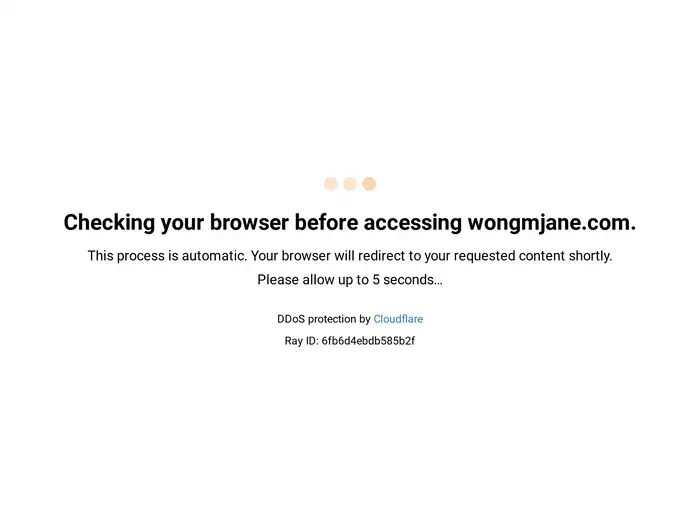 Checking your browser before accessing wongmjane.com.
This process is automatic. Your browser will redirect to your requested content shortly.
Please allow up to 5 seconds…
DDoS protection by Cloudflare
Ray ID: 6fb6d4ebdb585b2f